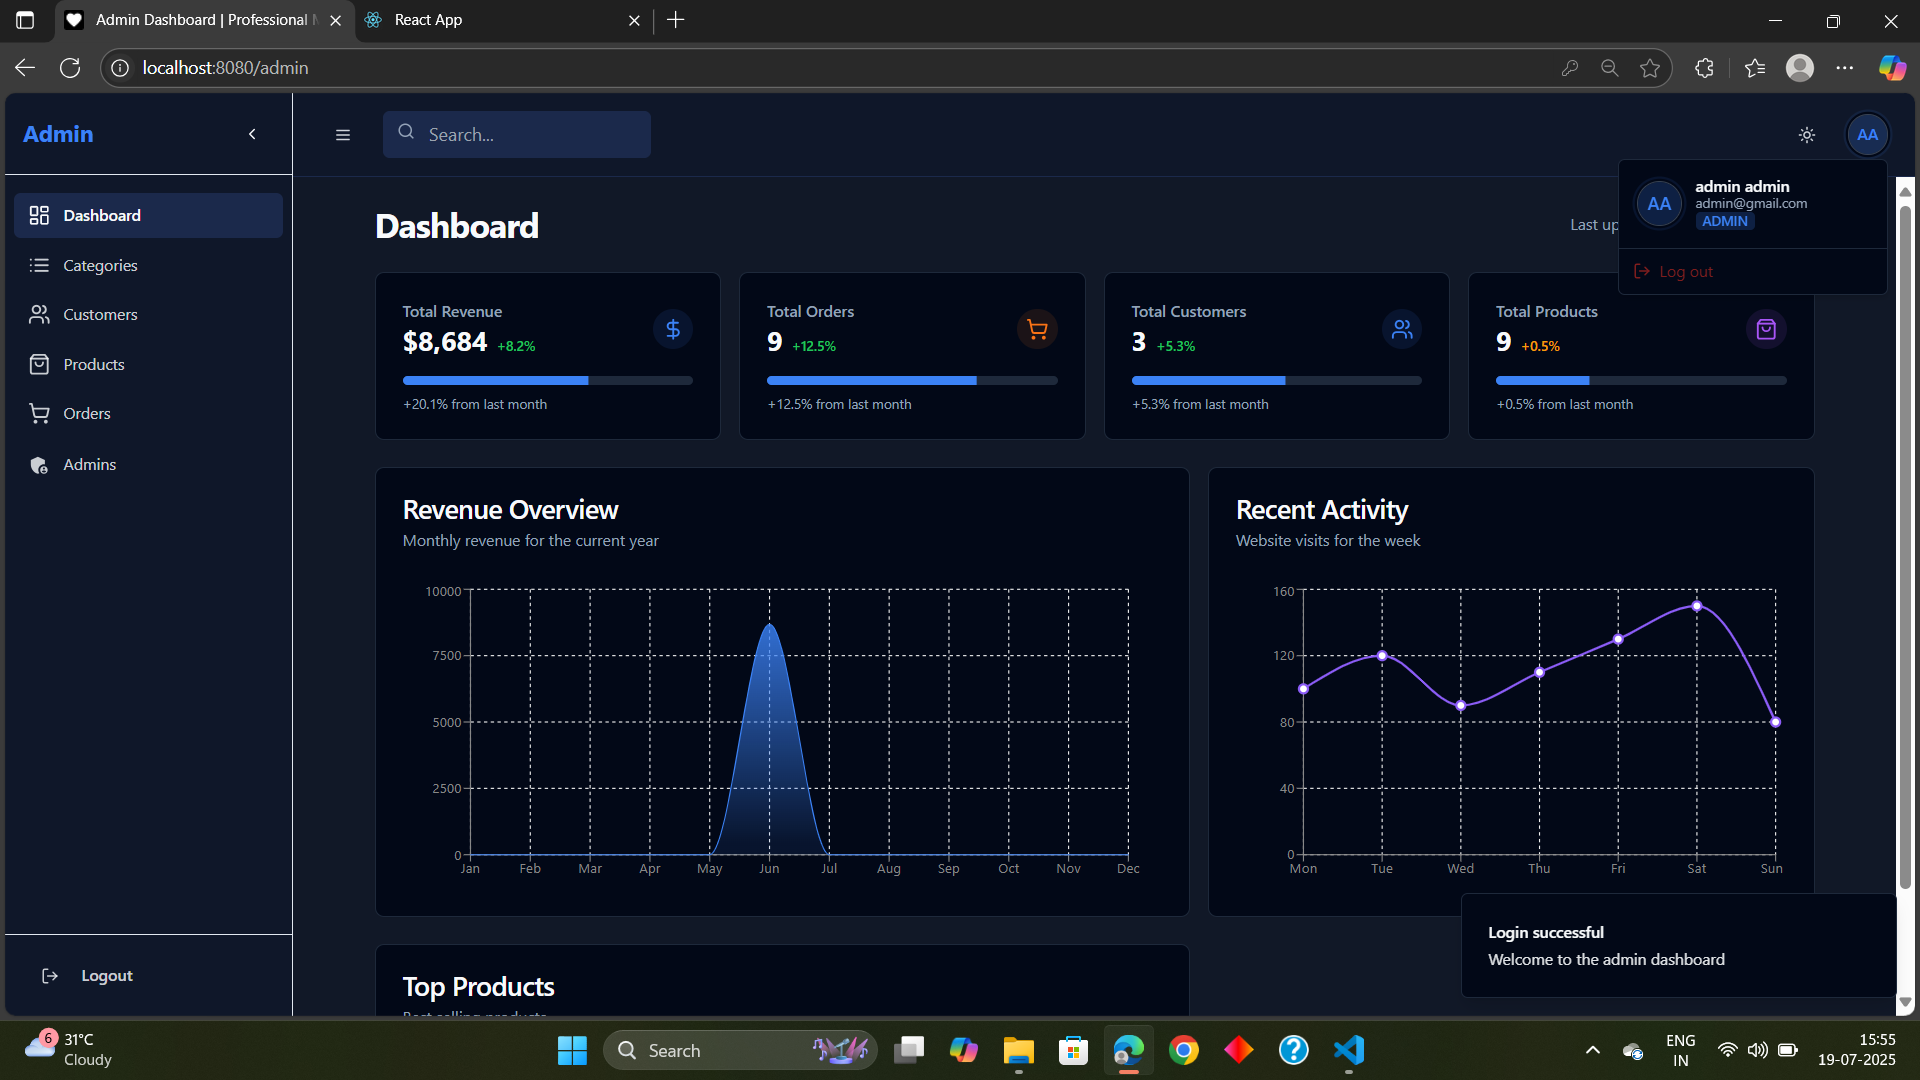 Admin Dashboard | Professional
React App
localhost:8080/admin
Admin
Search...
AA
admin admin
AA
admin@gmail.com
ADMIN
Log out
Dashboard
Categories
Customers
Products
Orders
Admins
Logout
Dashboard
Last up
Total Revenue
$8,684 +8.2%
+20.1% from last month
Total Orders
9 +12.5%
+12.5% from last month
Total Customers
3 +5.3%
+5.3% from last month
Total Products
9 +0.5%
+0.5% from last month
Revenue Overview
Monthly revenue for the current year
10000
7500
5000
2500
0
Jan Feb Mar Apr May Jun Jul Aug Sep Oct Nov Dec
Recent Activity
Website visits for the week
160
120
80
40
0
Mon Tue Wed Thu Fri Sat Sun
Top Products
Login successful
Welcome to the admin dashboard
6
31°C
Cloudy
Search
ENG
IN
15:55
19-07-2025